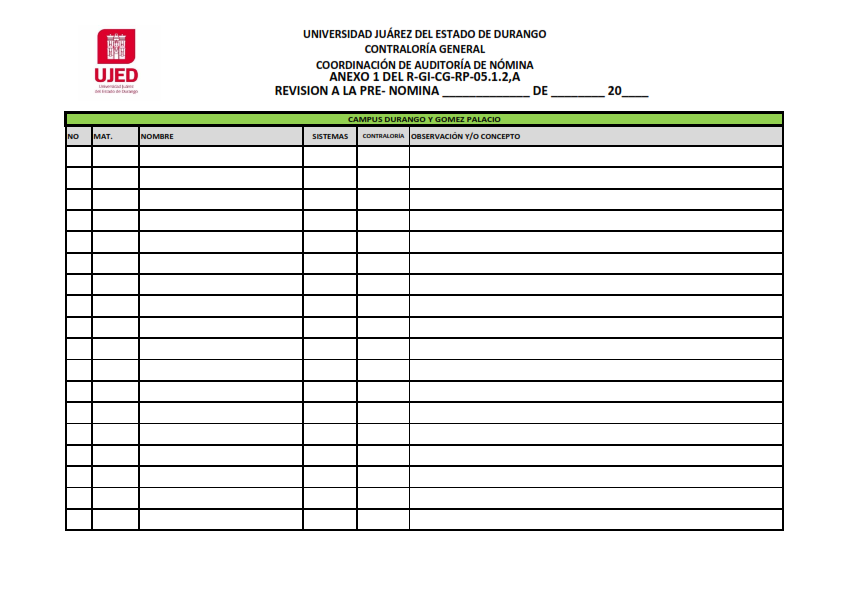 UJED
Universidad Juárez
del Estado de Durango
UNIVERSIDAD JUÁREZ DEL ESTADO DE DURANGO
CONTRALORÍA GENERAL
COORDINACIÓN DE AUDITORÍA DE NÓMINA
ANEXO 1 DEL R-GI-CG-RP-05.1.2,A
REVISION A LA PRE- NOMINA _____________ DE ________ 20____
CAMPUS DURANGO Y GOMEZ PALACIO
NO MAT. NOMBRE SISTEMAS CONTRALORÍA OBSERVACIÓN Y/O CONCEPTO